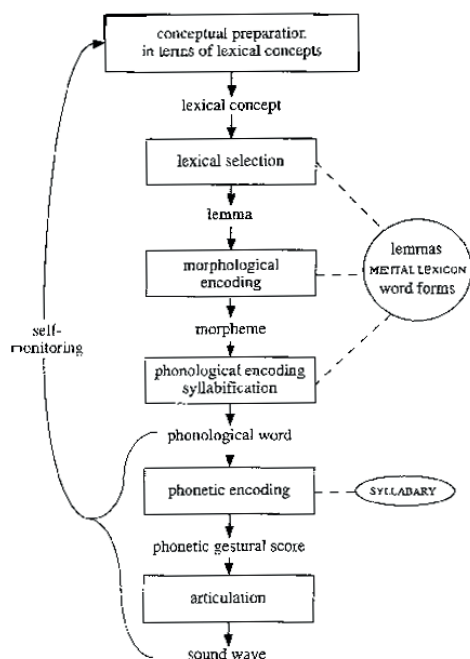 conceptual preparation
in terms of lexical concepts
lexical concept
lexical selection
lemma
lemmas
MENTAL LEXICON
word forms
morphological
encoding
morpheme
self-
monitoring
phonological encoding
syllabification
phonological word
phonetic encoding
SYLLABARY
phonetic gestural score
articulation
sound wave